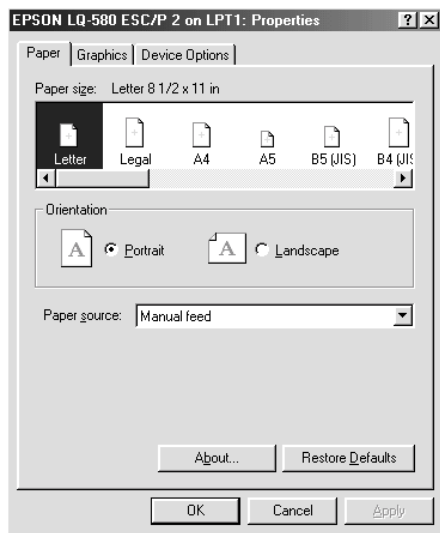 EPSON LQ-580 ESC/P 2 on LPT1: Properties ? ×
Paper Graphics Device Options
Paper size: Letter 8 1/2 x 11 in
Letter Legal A4 A5 B5 (JIS) B4 (JIS
Orientation
A Portrait A Landscape
Paper source: Manual feed
About... Restore Defaults
OK Cancel Apply